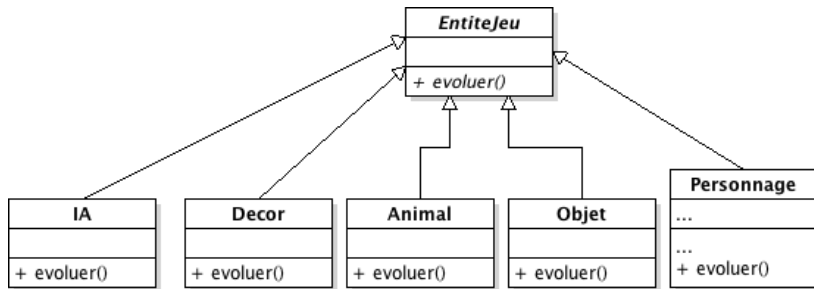 EntiteJeu
+ evoluer()
IA
+ evoluer()
Decor
+ evoluer()
Animal
+ evoluer()
Objet
+ evoluer()
Personnage
...
...
+ evoluer()